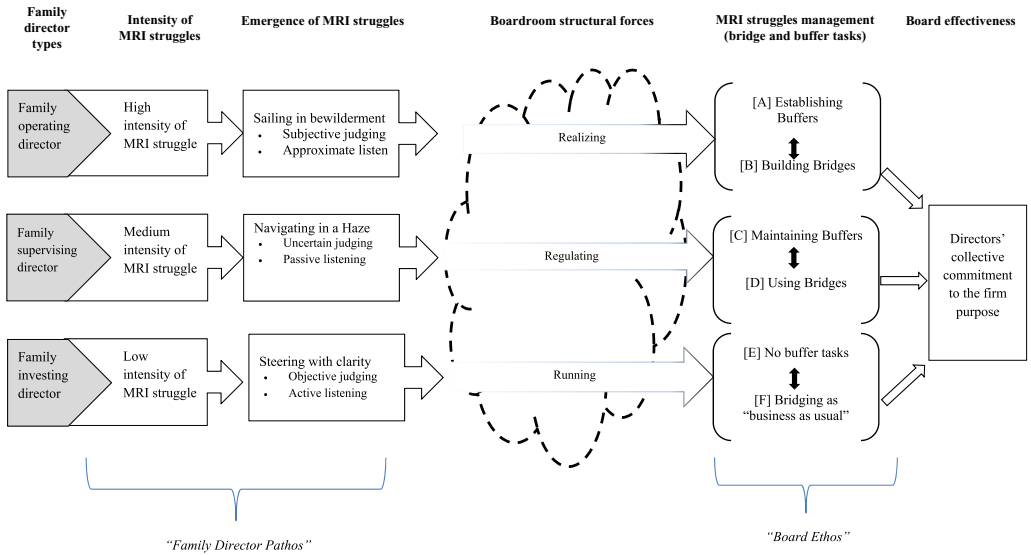 Family
director
types
Intensity of
MRI struggles
Emergence of MRI struggles
Boardroom structural forces
MRI struggles management
(bridge and buffer tasks)
Board effectiveness
Family
operating
director
High
intensity of
MRI struggle
Sailing in bewilderment
• Subjective judging
• Approximate listen
Realizing
[A] Establishing
Buffers
[B] Building Bridges
Family
supervising
director
Medium
intensity of
MRI struggle
Navigating in a Haze
• Uncertain judging
• Passive listening
Regulating
[C] Maintaining Buffers
[D] Using Bridges
Family
investing
director
Low
intensity of
MRI struggle
Steering with clarity
• Objective judging
• Active listening
Running
[E] No buffer tasks
[F] Bridging as
“business as usual”
Directors’
collective
commitment
to the firm
purpose
“Family Director Pathos”
“Board Ethos”